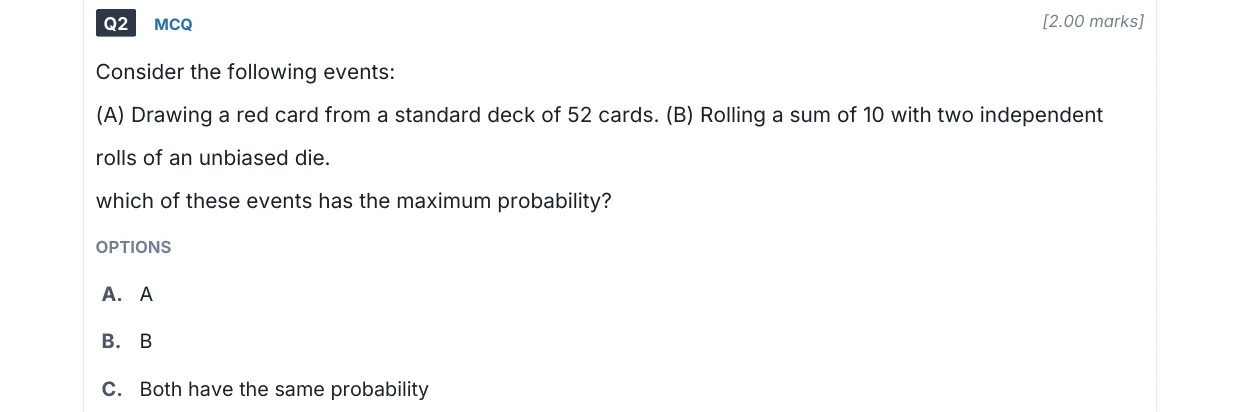 Q2 MCQ [2.00 marks]
Consider the following events:
(A) Drawing a red card from a standard deck of 52 cards. (B) Rolling a sum of 10 with two independent
rolls of an unbiased die.
which of these events has the maximum probability?
OPTIONS
A. A
B. B
C. Both have the same probability